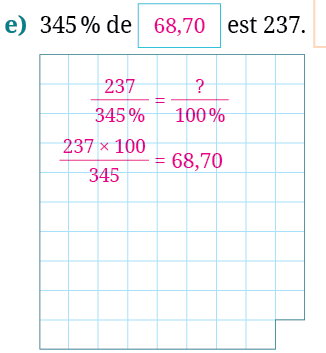 e) 345 % de 68,70 est 237.
237 / 345 % = ? / 100 %
237 × 100 / 345 = 68,70